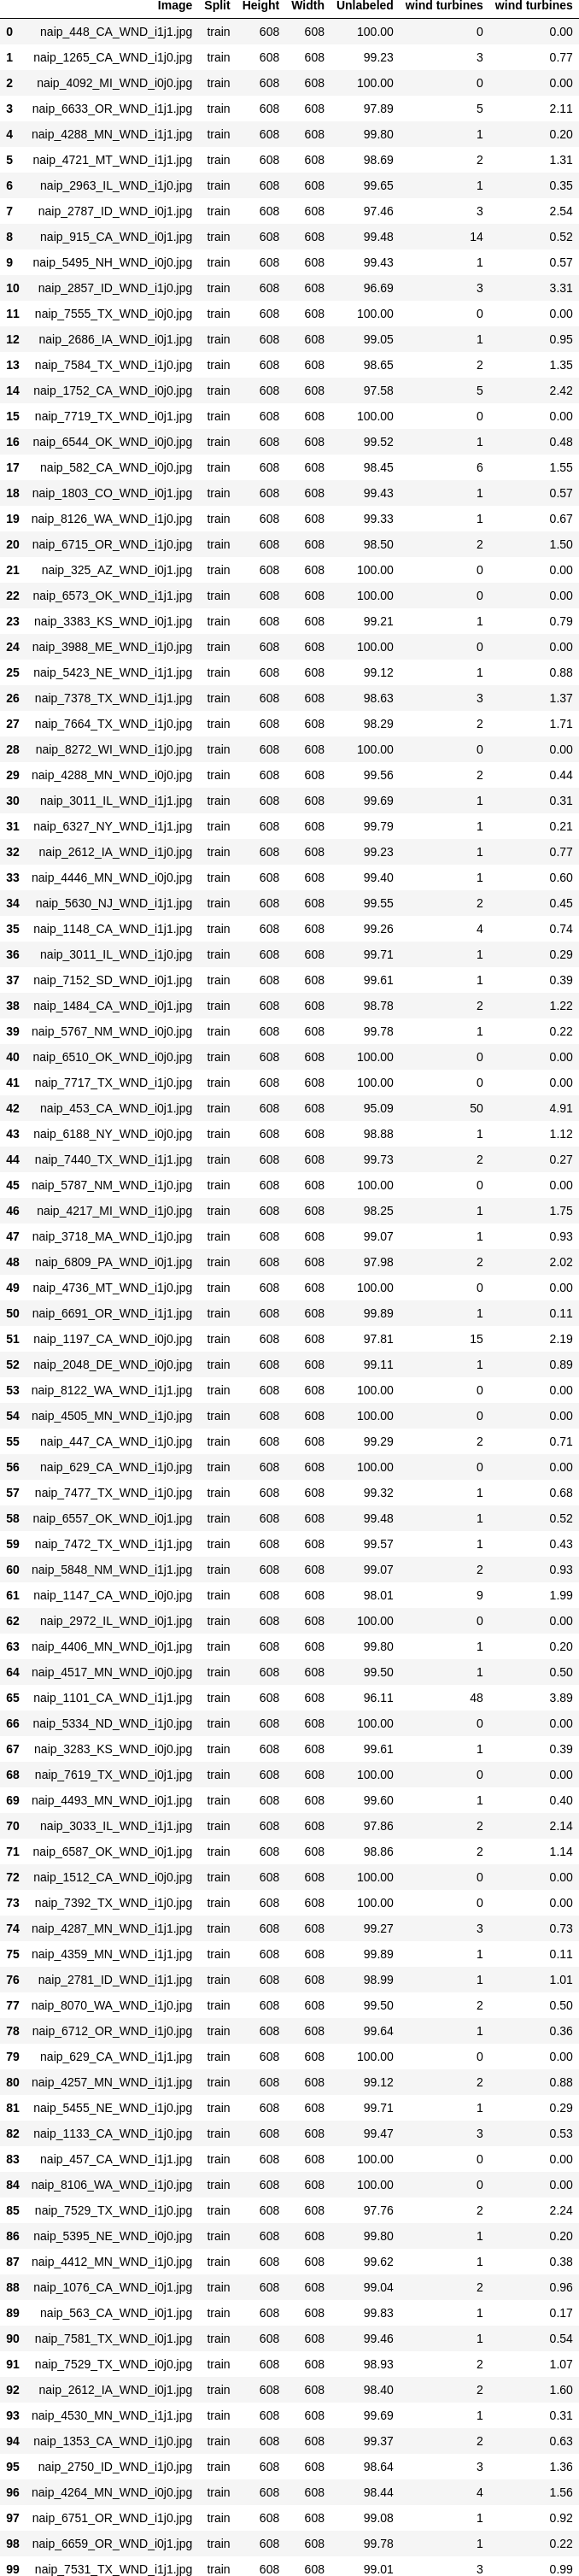 Image Split Height Width Unlabeled wind turbines wind turbines
0 naip_448_CA_WND_i1j1.jpg train 608 608 100.00 0 0.00
1 naip_1265_CA_WND_i1j0.jpg train 608 608 99.23 3 0.77
2 naip_4092_MI_WND_i0j0.jpg train 608 608 100.00 0 0.00
3 naip_6633_OR_WND_i1j1.jpg train 608 608 97.89 5 2.11
4 naip_4288_MN_WND_i1j1.jpg train 608 608 99.80 1 0.20
5 naip_4721_MT_WND_i1j1.jpg train 608 608 98.69 2 1.31
6 naip_2963_IL_WND_i1j0.jpg train 608 608 99.65 1 0.35
7 naip_2787_ID_WND_i0j1.jpg train 608 608 97.46 3 2.54
8 naip_915_CA_WND_i0j1.jpg train 608 608 99.48 14 0.52
9 naip_5495_NH_WND_i0j1.jpg train 608 608 99.43 1 0.57
10 naip_2857_ID_WND_i1j0.jpg train 608 608 96.69 3 3.31
11 naip_7555_TX_WND_i0j0.jpg train 608 608 100.00 0 0.00
12 naip_2686_IA_WND_i0j1.jpg train 608 608 99.05 1 0.95
13 naip_7584_TX_WND_i1j0.jpg train 608 608 98.65 2 1.35
14 naip_1752_CA_WND_i0j0.jpg train 608 608 97.58 5 2.42
15 naip_7719_TX_WND_i0j1.jpg train 608 608 100.00 0 0.00
16 naip_6544_OK_WND_i0j1.jpg train 608 608 99.52 1 0.48
17 naip_582_CA_WND_i0j0.jpg train 608 608 98.45 6 1.55
18 naip_1803_CO_WND_i0j1.jpg train 608 608 99.43 1 0.57
19 naip_8126_WA_WND_i1j0.jpg train 608 608 99.33 1 0.67
20 naip_6715_OR_WND_i1j0.jpg train 608 608 98.50 2 1.50
21 naip_325_AZ_WND_i0j1.jpg train 608 608 100.00 0 0.00
22 naip_6573_OK_WND_i1j1.jpg train 608 608 100.00 0 0.00
23 naip_3383_KS_WND_i0j1.jpg train 608 608 99.21 1 0.79
24 naip_3988_ME_WND_i1j0.jpg train 608 608 100.00 0 0.00
25 naip_5423_NE_WND_i1j1.jpg train 608 608 99.12 1 0.88
26 naip_7378_TX_WND_i1j1.jpg train 608 608 98.63 3 1.37
27 naip_7664_TX_WND_i1j0.jpg train 608 608 98.29 2 1.71
28 naip_8272_WI_WND_i1j0.jpg train 608 608 100.00 0 0.00
29 naip_4288_MN_WND_i0j0.jpg train 608 608 99.56 2 0.44
30 naip_3011_IL_WND_i1j1.jpg train 608 608 99.69 1 0.31
31 naip_6327_NY_WND_i1j1.jpg train 608 608 99.79 1 0.21
32 naip_2612_IA_WND_i1j0.jpg train 608 608 99.23 1 0.77
33 naip_4446_MN_WND_i0j0.jpg train 608 608 99.40 1 0.60
34 naip_5630_NJ_WND_i1j1.jpg train 608 608 99.55 2 0.45
35 naip_1148_CA_WND_i1j1.jpg train 608 608 99.26 4 0.74
36 naip_3011_IL_WND_i1j0.jpg train 608 608 99.71 1 0.29
37 naip_7152_SD_WND_i0j1.jpg train 608 608 99.61 1 0.39
38 naip_1484_CA_WND_i0j1.jpg train 608 608 98.78 2 1.22
39 naip_5767_NM_WND_i0j0.jpg train 608 608 99.78 1 0.22
40 naip_6510_OK_WND_i0j0.jpg train 608 608 100.00 0 0.00
41 naip_7717_TX_WND_i1j0.jpg train 608 608 100.00 0 0.00
42 naip_453_CA_WND_i0j1.jpg train 608 608 95.09 50 4.91
43 naip_6188_NY_WND_i0j0.jpg train 608 608 98.88 1 1.12
44 naip_7440_TX_WND_i1j1.jpg train 608 608 99.73 2 0.27
45 naip_5787_NM_WND_i1j0.jpg train 608 608 100.00 0 0.00
46 naip_4217_MI_WND_i1j0.jpg train 608 608 98.25 1 1.75
47 naip_3718_MA_WND_i1j0.jpg train 608 608 99.07 1 0.93
48 naip_6809_PA_WND_i0j1.jpg train 608 608 97.98 2 2.02
49 naip_4736_MT_WND_i1j0.jpg train 608 608 100.00 0 0.00
50 naip_6691_OR_WND_i1j1.jpg train 608 608 99.89 1 0.11
51 naip_1197_CA_WND_i0j0.jpg train 608 608 97.81 15 2.19
52 naip_2048_DE_WND_i0j0.jpg train 608 608 99.11 1 0.89
53 naip_8122_WA_WND_i1j1.jpg train 608 608 100.00 0 0.00
54 naip_4505_MN_WND_i1j0.jpg train 608 608 100.00 0 0.00
55 naip_447_CA_WND_i0j1.jpg train 608 608 99.29 2 0.71
56 naip_629_CA_WND_i1j0.jpg train 608 608 100.00 0 0.00
57 naip_7477_TX_WND_i1j0.jpg train 608 608 99.32 1 0.68
58 naip_6557_OK_WND_i0j1.jpg train 608 608 99.48 1 0.52
59 naip_7472_TX_WND_i1j1.jpg train 608 608 99.57 1 0.43
60 naip_5848_NM_WND_i1j1.jpg train 608 608 99.07 2 0.93
61 naip_1147_CA_WND_i0j0.jpg train 608 608 98.01 9 1.99
62 naip_2972_IL_WND_i0j1.jpg train 608 608 100.00 0 0.00
63 naip_4406_MN_WND_i0j1.jpg train 608 608 99.80 1 0.20
64 naip_4517_MN_WND_i0j0.jpg train 608 608 99.50 1 0.50
65 naip_1101_CA_WND_i1j1.jpg train 608 608 96.11 48 3.89
66 naip_5334_ND_WND_i1j0.jpg train 608 608 100.00 0 0.00
67 naip_3283_KS_WND_i0j0.jpg train 608 608 99.61 1 0.39
68 naip_7619_TX_WND_i0j1.jpg train 608 608 100.00 0 0.00
69 naip_4493_MN_WND_i0j1.jpg train 608 608 99.60 1 0.40
70 naip_3033_IL_WND_i1j1.jpg train 608 608 97.86 2 2.14
71 naip_6587_OK_WND_i0j1.jpg train 608 608 98.86 2 1.14
72 naip_1512_CA_WND_i0j0.jpg train 608 608 100.00 0 0.00
73 naip_7392_TX_WND_i1j0.jpg train 608 608 100.00 0 0.00
74 naip_4287_MN_WND_i1j1.jpg train 608 608 99.27 3 0.73
75 naip_4359_MN_WND_i1j1.jpg train 608 608 99.89 1 0.11
76 naip_2781_ID_WND_i1j1.jpg train 608 608 98.99 1 1.01
77 naip_8070_WA_WND_i1j0.jpg train 608 608 99.50 2 0.50
78 naip_6712_OR_WND_i1j0.jpg train 608 608 99.64 1 0.36
79 naip_629_CA_WND_i1j1.jpg train 608 608 100.00 0 0.00
80 naip_4257_MN_WND_i1j1.jpg train 608 608 99.12 2 0.88
81 naip_5455_NE_WND_i1j0.jpg train 608 608 99.71 1 0.29
82 naip_1133_CA_WND_i1j0.jpg train 608 608 99.47 3 0.53
83 naip_457_CA_WND_i1j1.jpg train 608 608 100.00 0 0.00
84 naip_8106_WA_WND_i1j0.jpg train 608 608 100.00 0 0.00
85 naip_7529_TX_WND_i1j0.jpg train 608 608 97.76 2 2.24
86 naip_5395_NE_WND_i0j0.jpg train 608 608 99.80 1 0.20
87 naip_4412_MN_WND_i1j0.jpg train 608 608 99.62 1 0.38
88 naip_1076_CA_WND_i0j1.jpg train 608 608 99.04 2 0.96
89 naip_563_CA_WND_i0j1.jpg train 608 608 99.83 1 0.17
90 naip_7581_TX_WND_i1j0.jpg train 608 608 99.46 1 0.54
91 naip_7529_TX_WND_i0j0.jpg train 608 608 98.93 2 1.07
92 naip_2612_IA_WND_i0j1.jpg train 608 608 98.40 2 1.60
93 naip_4530_MN_WND_i1j1.jpg train 608 608 99.69 1 0.31
94 naip_1353_CA_WND_i1j0.jpg train 608 608 99.37 2 0.63
95 naip_2750_ID_WND_i1j0.jpg train 608 608 98.64 3 1.36
96 naip_4264_MN_WND_i0j0.jpg train 608 608 98.44 4 1.56
97 naip_6751_OR_WND_i1j0.jpg train 608 608 99.08 1 0.92
98 naip_6659_OR_WND_i0j1.jpg train 608 608 99.78 1 0.22
99 naip_7531_TX_WND_i1j1.jpg train 608 608 99.01 3 0.99